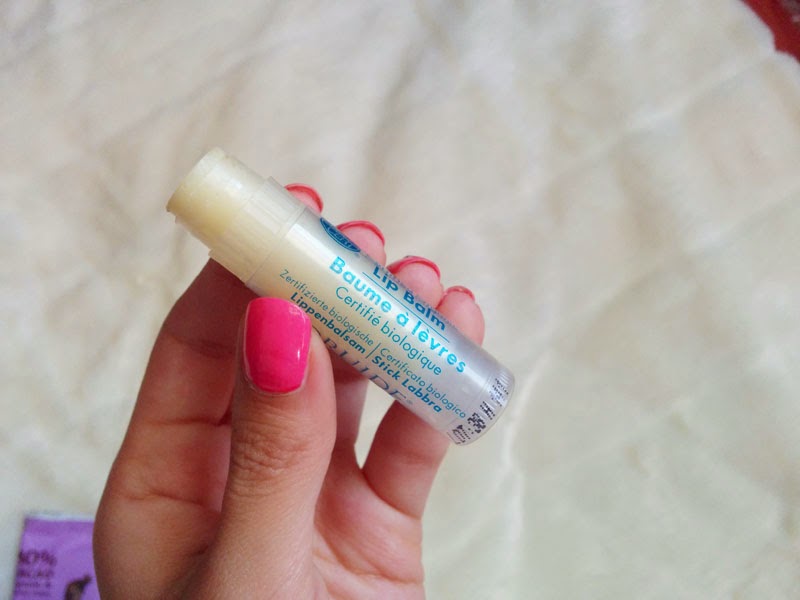 Lip Balm
Baume à lèvres
Certifié biologique
Zertifizierte biologische | Certificato biologico
Lippenbalsam | Stick Labbra